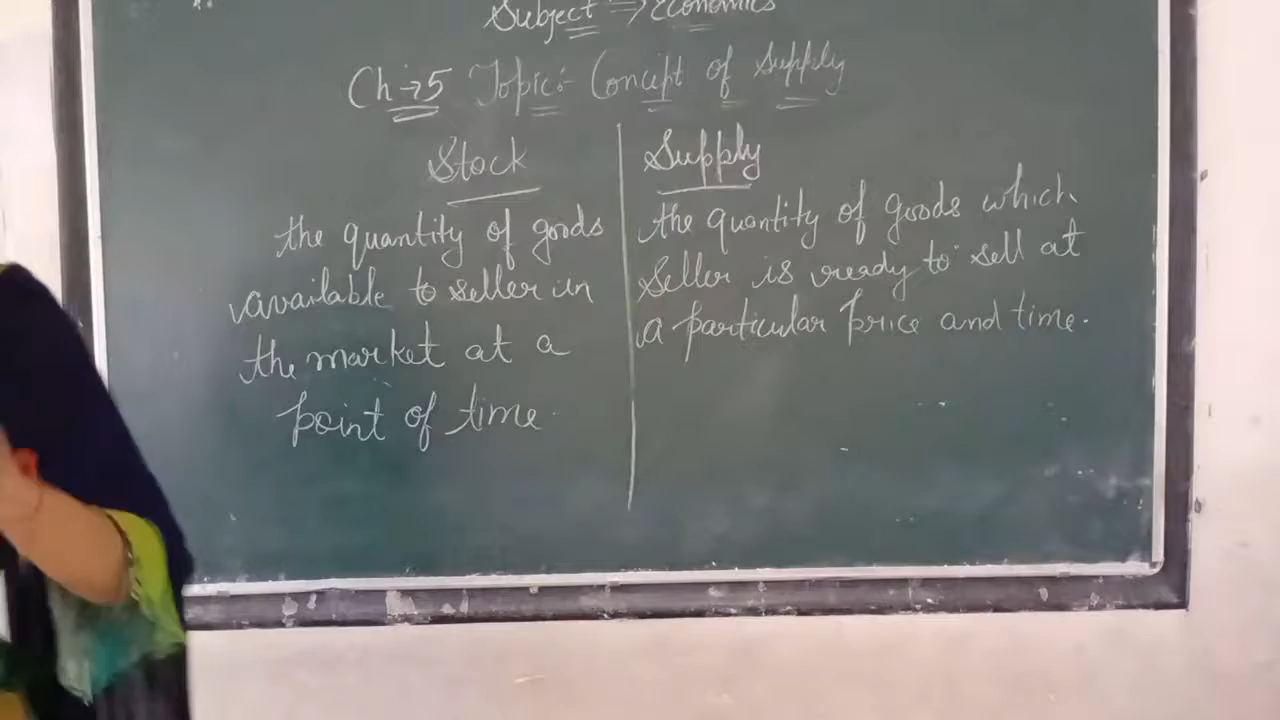 Subject ⇒ Economics
Ch → 5 Topic:- Concept of Supply
Stock
the quantity of goods
available to seller in
the market at a
point of time.
Supply
the quantity of goods which
seller is ready to sell at
a particular price and time.